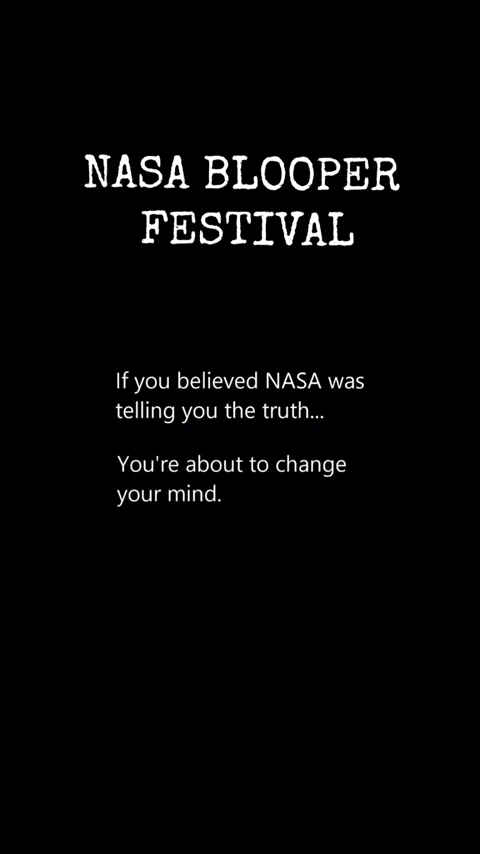 NASA BLOOPER
FESTIVAL
If you believed NASA was
telling you the truth...
You're about to change
your mind.